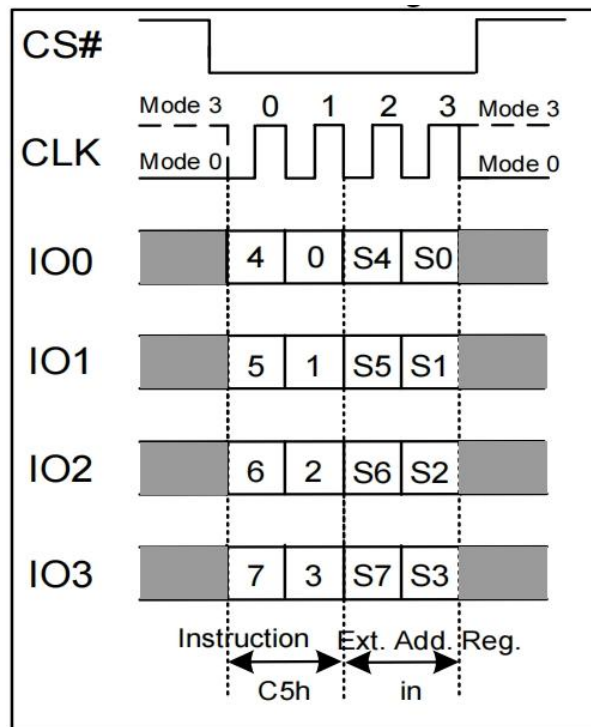 CS#
Mode 3 0 1 2 3 Mode 3
CLK
Mode 0 Mode 0
IO0 4 0 S4 S0
IO1 5 1 S5 S1
IO2 6 2 S6 S2
IO3 7 3 S7 S3
Instruction Ext. Add. Reg.
C5h in